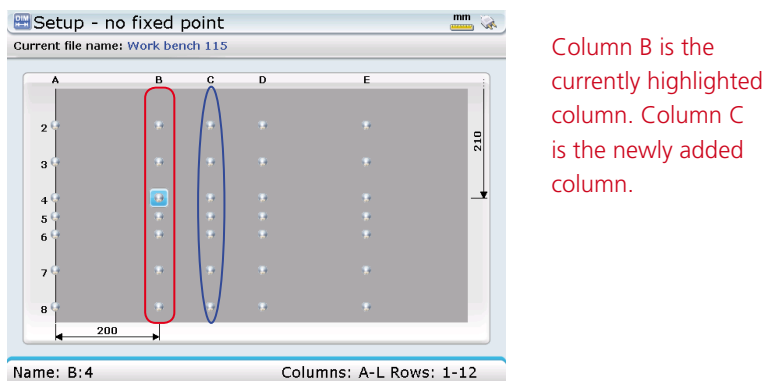 DIM
Setup - no fixed point
mm
Current file name: Work bench 115
A B C D E
2
3
4
5
6
7
8
210
200
Name: B:4 Columns: A-L Rows: 1-12
Column B is the
currently highlighted
column. Column C
is the newly added
column.